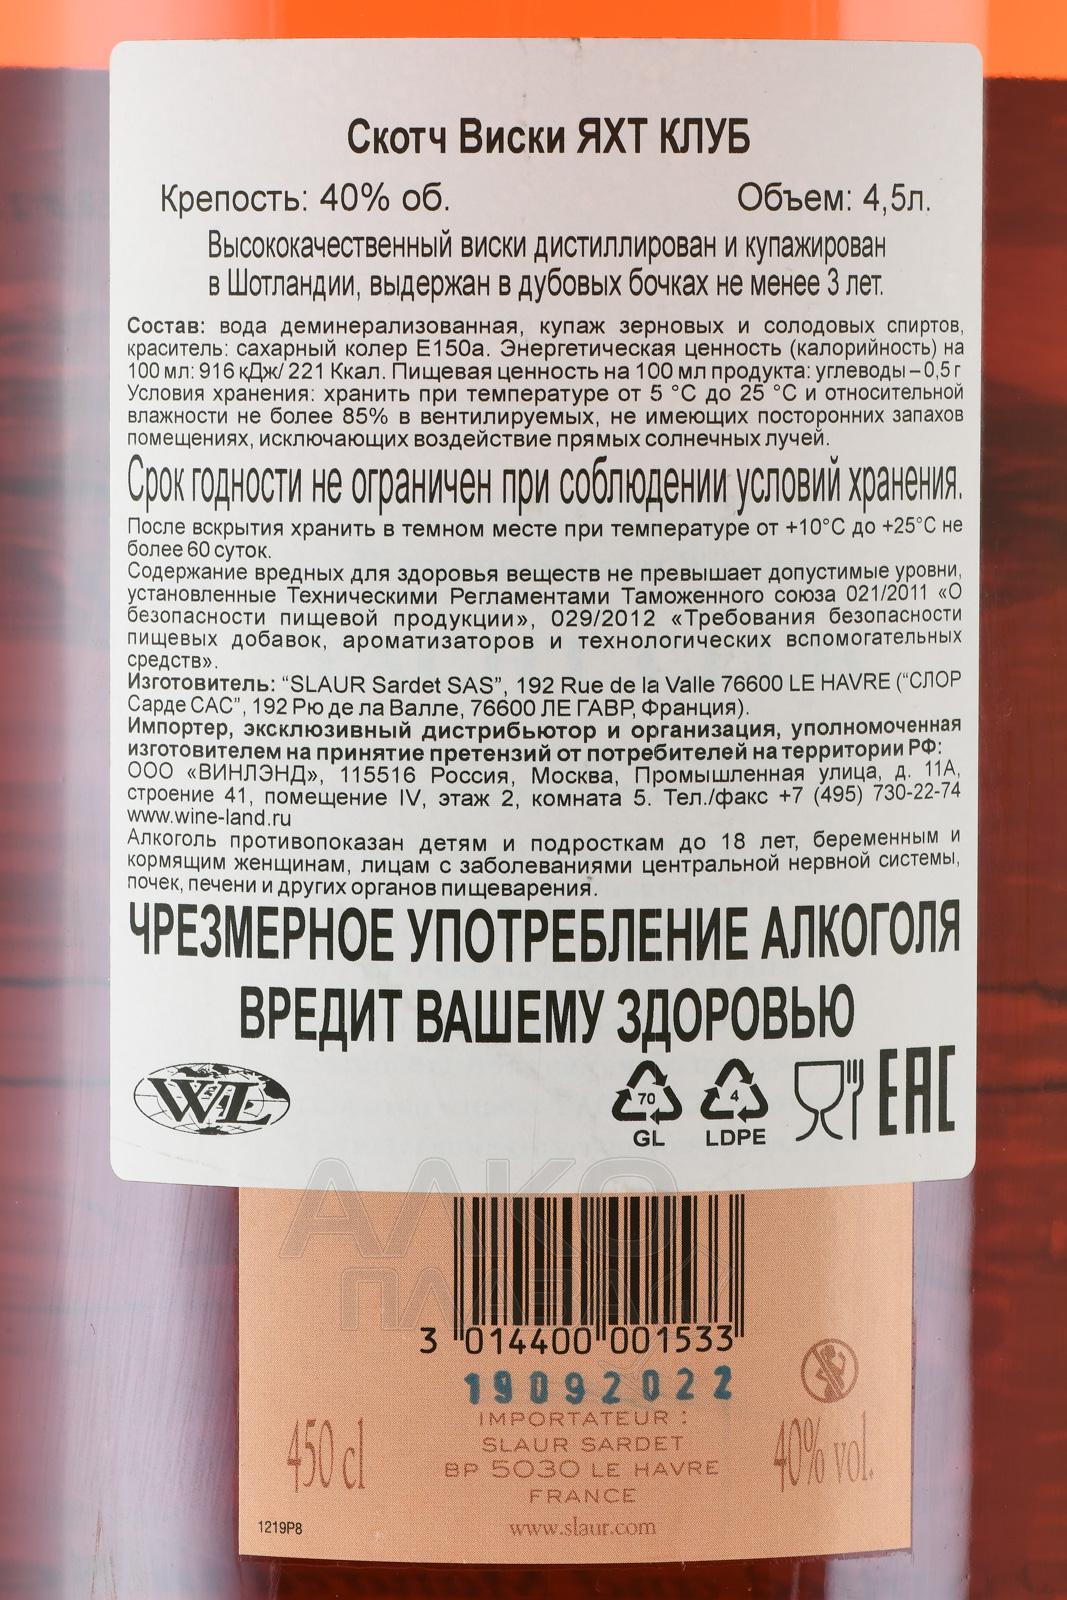 Скотч Виски ЯХТ КЛУБ
Крепость: 40% об. Объем: 4,5л.
Высококачественный виски дистиллирован и купажирован
в Шотландии, выдержан в дубовых бочках не менее 3 лет.
Состав: вода деминерализованная, купаж зерновых и солодовых спиртов,
краситель: сахарный колер Е150а. Энергетическая ценность (калорийность) на
100 мл: 916 кДж/ 221 Ккал. Пищевая ценность на 100 мл продукта: углеводы – 0,5 г
Условия хранения: хранить при температуре от 5 °С до 25 °С и относительной
влажности не более 85% в вентилируемых, не имеющих посторонних запахов
помещениях, исключающих воздействие прямых солнечных лучей.
Срок годности не ограничен при соблюдении условий хранения.
После вскрытия хранить в темном месте при температуре от +10°С до +25°С не
более 60 суток.
Содержание вредных для здоровья веществ не превышает допустимые уровни,
установленные Техническими Регламентами Таможенного союза 021/2011 «О
безопасности пищевой продукции», 029/2012 «Требования безопасности
пищевых добавок, ароматизаторов и технологических вспомогательных
средств».
Изготовитель: “SLAUR Sardet SAS”, 192 Rue de la Valle 76600 LE HAVRE (“СЛОР
Сарде САС”, 192 Рю де ла Валле, 76600 ЛЕ ГАВР, Франция).
Импортер, эксклюзивный дистрибьютор и организация, уполномоченная
изготовителем на принятие претензий от потребителей на территории РФ:
ООО «ВИНЛЭНД», 115516 Россия, Москва, Промышленная улица, д. 11А,
строение 41, помещение IV, этаж 2, комната 5. Тел./факс +7 (495) 730-22-74
www.wine-land.ru
Алкоголь противопоказан детям и подросткам до 18 лет, беременным и
кормящим женщинам, лицам с заболеваниями центральной нервной системы,
почек, печени и других органов пищеварения.
ЧРЕЗМЕРНОЕ УПОТРЕБЛЕНИЕ АЛКОГОЛЯ
ВРЕДИТ ВАШЕМУ ЗДОРОВЬЮ
WL 70 4 EAC
GL LDPE
АЛКО
ПЛАЗА
3 014400 001533
19092022
IMPORTATEUR :
SLAUR SARDET
BP 5030 LE HAVRE
FRANCE
450 cl 40% vol.
1219P8 www.slaur.com